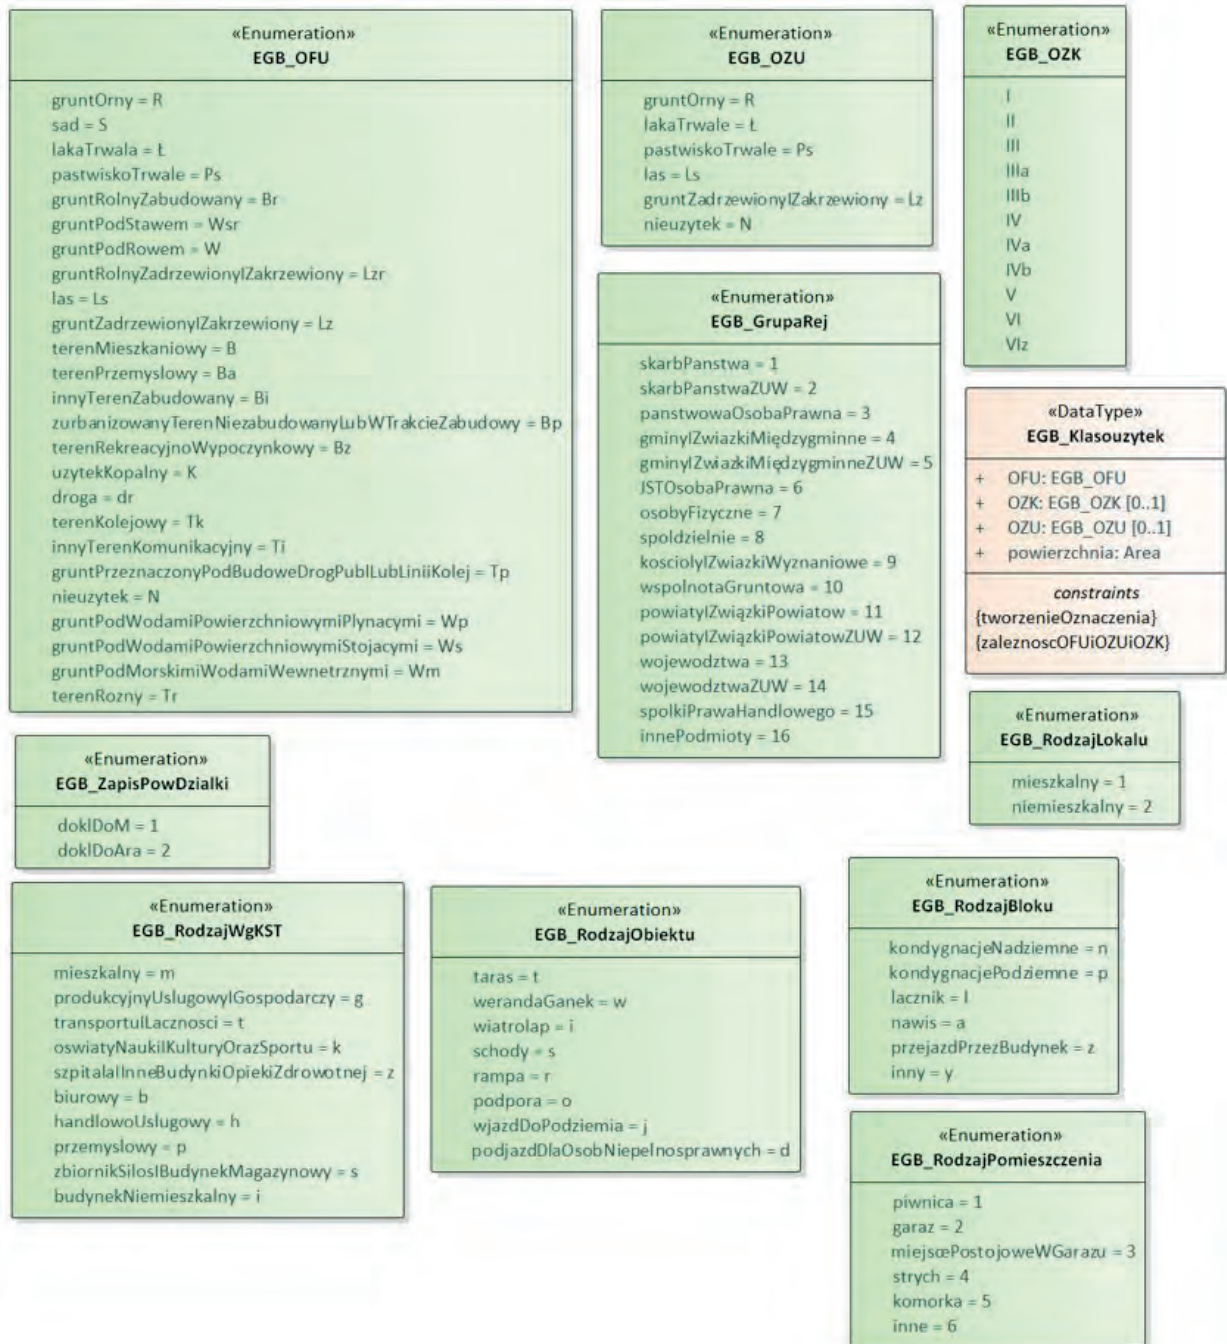 «Enumeration»
EGB_OFU
gruntOrny = R
sad = S
lakaTrwala = Ł
pastwiskoTrwale = Ps
gruntRolnyZabudowany = Br
gruntPodStawem = Wsr
gruntPodRowem = W
gruntRolnyZadrzewionyIZakrzewiony = Lzr
las = Ls
gruntZadrzewionyIZakrzewiony = Lz
terenMieszkaniowy = B
terenPrzemyslowy = Ba
innyTerenZabudowany = Bi
zurbanizowanyTerenNiezabudowanyLubWTrakcieZabudowy = Bp
terenRekreacyjnoWypoczynkowy = Bz
uzytekKopalny = K
droga = dr
terenKolejowy = Tk
innyTerenKomunikacyjny = Ti
gruntPrzeznaczonyPodBudoweDrogPublLubLiniiKolej = Tp
nieuzytek = N
gruntPodWodamiPowierzchniowymiPlynacymi = Wp
gruntPodWodamiPowierzchniowymiStojacymi = Ws
gruntPodMorskimiWodamiWewnetrznymi = Wm
terenRozny = Tr
«Enumeration»
EGB_OZU
gruntOrny = R
lakaTrwale = Ł
pastwiskoTrwale = Ps
las = Ls
gruntZadrzewionyIZakrzewiony = Lz
nieuzytek = N
«Enumeration»
EGB_OZK
I
II
III
IIIa
IIIb
IV
IVa
IVb
V
VI
VIz
«Enumeration»
EGB_GrupaRej
skarbPanstwa = 1
skarbPanstwaZUW = 2
panstwowaOsobaPrawna = 3
gminyIZwiazkiMiędzygminne = 4
gminyIZwiazkiMiędzygminneZUW = 5
JSTOsobaPrawna = 6
osobyFizyczne = 7
spoldzielnie = 8
kosciolyIZwiazkiWyznaniowe = 9
wspolnotaGruntowa = 10
powiatyIZwiązkiPowiatow = 11
powiatyIZwiązkiPowiatowZUW = 12
wojewodztwa = 13
wojewodztwaZUW = 14
spolkiPrawaHandlowego = 15
innePodmioty = 16
«DataType»
EGB_Klasouzytek
+ OFU: EGB_OFU
+ OZK: EGB_OZK [0..1]
+ OZU: EGB_OZU [0..1]
+ powierzchnia: Area
constraints
{tworzenieOznaczenia}
{zaleznoscOFUiOZUiOZK}
«Enumeration»
EGB_RodzajLokalu
mieszkalny = 1
niemieszkalny = 2
«Enumeration»
EGB_ZapisPowDzialki
doklDoM = 1
doklDoAra = 2
«Enumeration»
EGB_RodzajWgKST
mieszkalny = m
produkcyjnyUslugowyIGospodarczy = g
transportuILacznosci = t
oswiatyNaukiIKulturyOrazSportu = k
szpitalaIInneBudynkiOpiekiZdrowotnej = z
biurowy = b
handlowoUslugowy = h
przemyslowy = p
zbiornikSilosIBudynekMagazynowy = s
budynekNiemieszkalny = i
«Enumeration»
EGB_RodzajObiektu
taras = t
werandaGanek = w
wiatrolap = i
schody = s
rampa = r
podpora = o
wjazdDoPodziemia = j
podjazdDlaOsobNiepelnosprawnych = d
«Enumeration»
EGB_RodzajBloku
kondygnacjeNadziemne = n
kondygnacjePodziemne = p
lacznik = l
nawis = a
przejazdPrzezBudynek = z
inny = y
«Enumeration»
EGB_RodzajPomieszczenia
piwnica = 1
garaz = 2
miejscePostojoweWGarazu = 3
strych = 4
komorka = 5
inne = 6